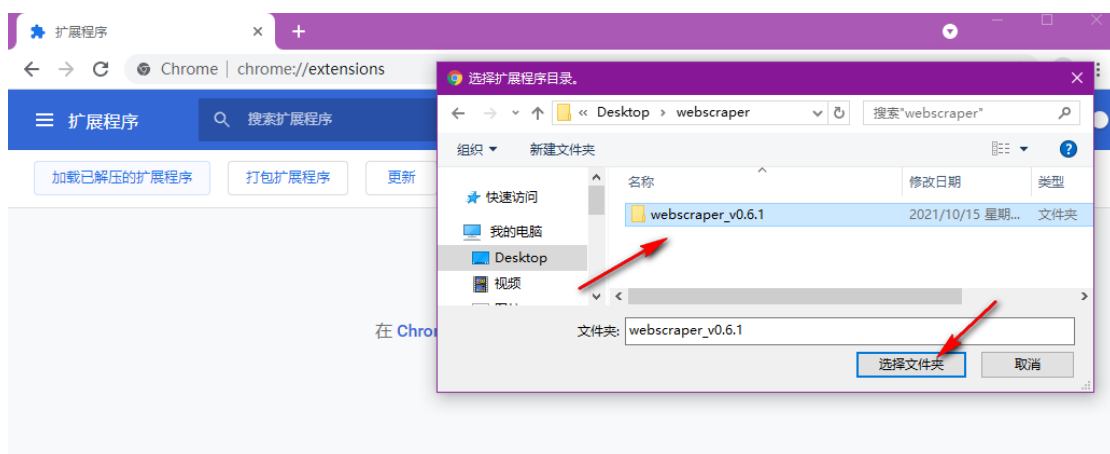 扩展程序
Chrome | chrome://extensions
扩展程序
搜索扩展程序
加载已解压的扩展程序
打包扩展程序
更新
在 Chro
选择扩展程序目录。
« Desktop › webscraper
搜索"webscraper"
组织
新建文件夹
名称
修改日期
类型
快速访问
我的电脑
Desktop
视频
webscraper_v0.6.1
2021/10/15 星期...
文件夹
文件夹:
webscraper_v0.6.1
选择文件夹
取消